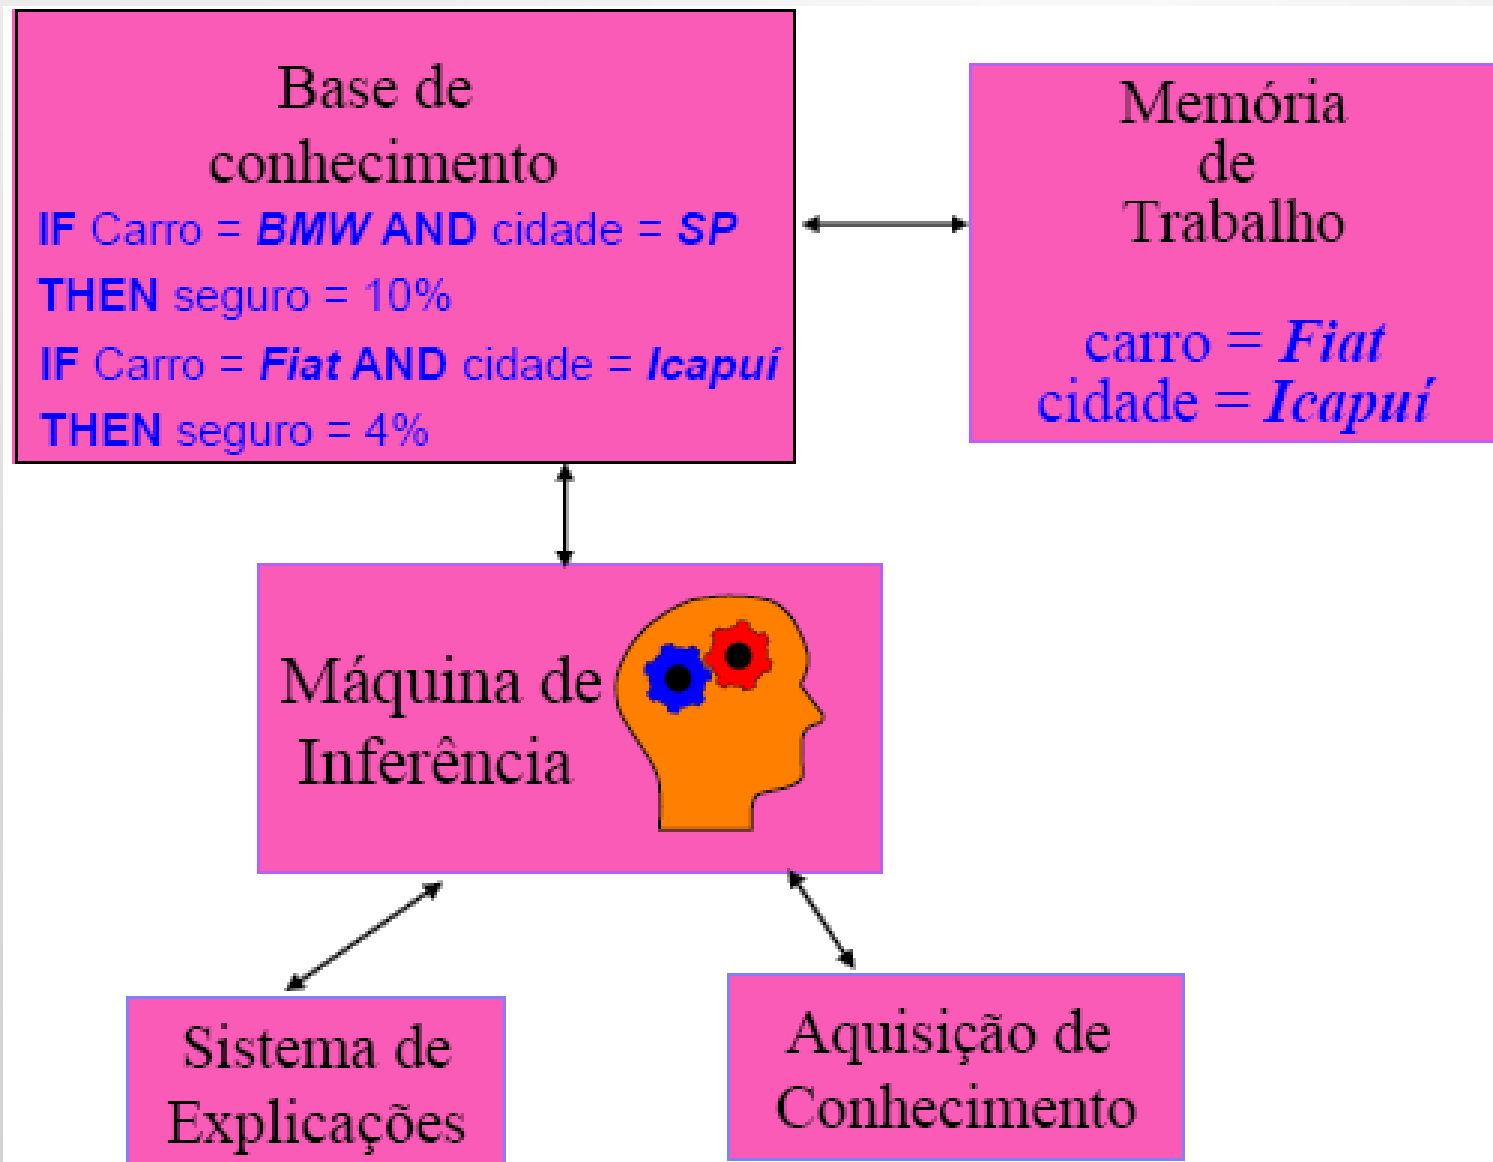 Base de
conhecimento
IF Carro = BMW AND cidade = SP
THEN seguro = 10%
IF Carro = Fiat AND cidade = Icapuí
THEN seguro = 4%
Memória
de
Trabalho
carro = Fiat
cidade = Icapuí
Máquina de
Inferência
Sistema de
Explicações
Aquisição de
Conhecimento